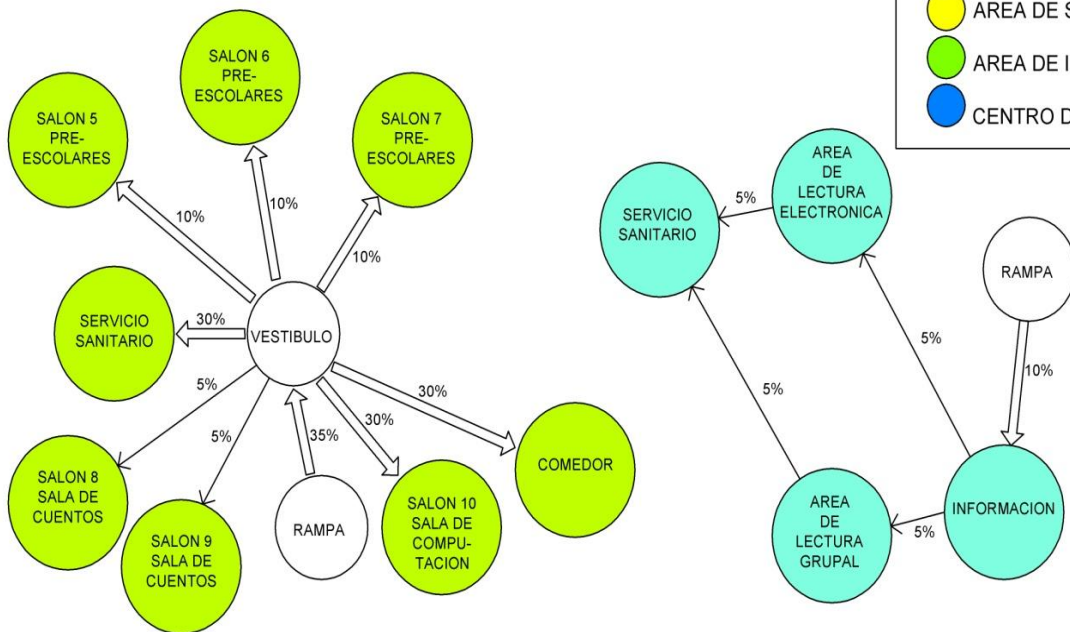 AREA DE
CENTRO
SALON 6
PRE-
ESCOLARES
SALON 5
PRE-
ESCOLARES
SALON 7
PRE-
ESCOLARES
10%
10%
10%
SERVICIO
SANITARIO
30%
VESTIBULO
5%
5%
35%
30%
30%
SALON 8
SALA DE
CUENTOS
SALON 9
SALA DE
CUENTOS
RAMPA
SALON 10
SALA DE
COMPU-
TACION
COMEDOR
AREA DE
AREA
DE
LECTURA
ELECTRONICA
5%
SERVICIO
SANITARIO
RAMPA
5%
10%
5%
AREA
DE
LECTURA
GRUPAL
5%
INFORMACION